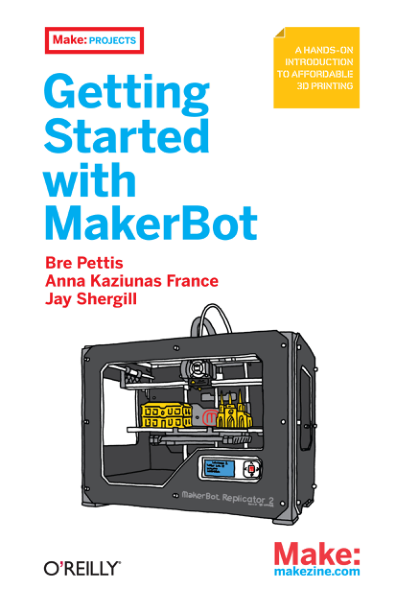 Make: PROJECTS
A HANDS-ON
INTRODUCTION
TO AFFORDABLE
3D PRINTING
Getting
Started
with
MakerBot
Bre Pettis
Anna Kaziunas France
Jay Shergill
MakerBot Replicator 2
O'REILLY®
Make:
makezine.com